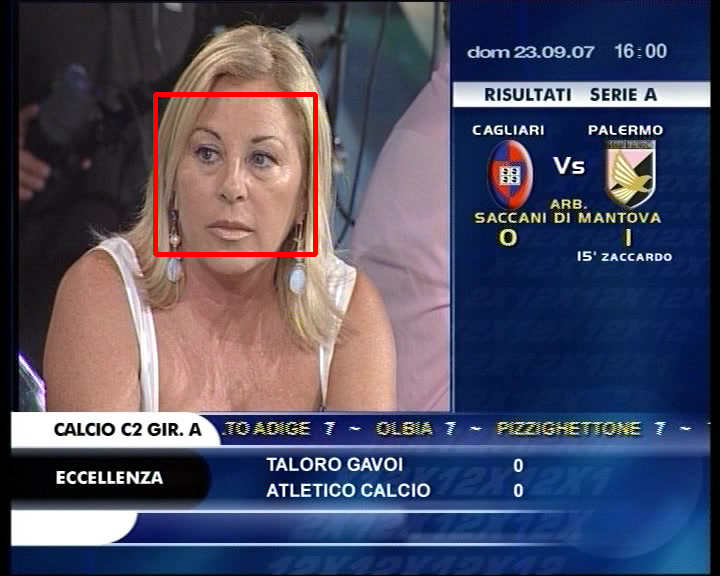 dom 23.09.07 16:00
RISULTATI SERIE A
CAGLIARI PALERMO
Vs
ARB.
SACCANI DI MANTOVA
0 1
15' ZACCARDO
CALCIO C2 GIR. A .TO ADIGE 7 ~ OLBIA 7 ~ PIZZIGHETTONE 7 ~
ECCELLENZA
TALORO GAVOI 0
ATLETICO CALCIO 0